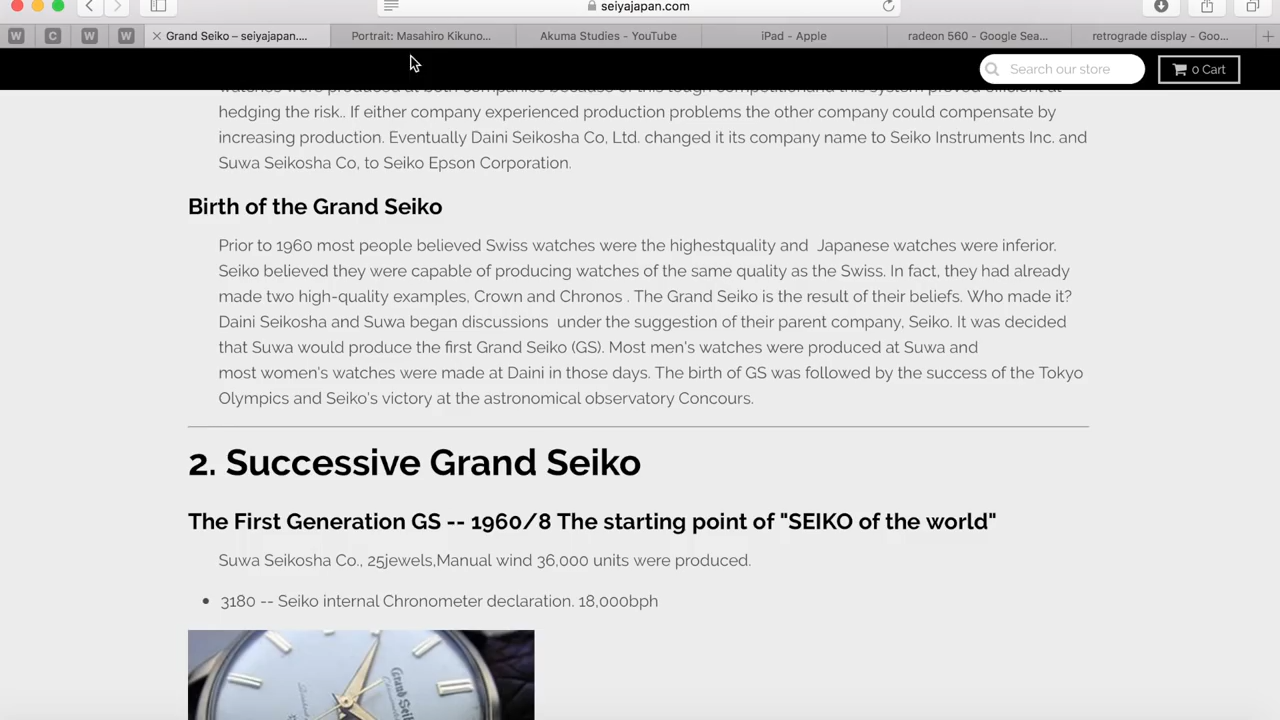 seiyajapan.com
W
C
W
W
Grand Seiko – seiyajapan....
Portrait: Masahiro Kikuno...
Akuma Studies - YouTube
iPad - Apple
radeon 560 - Google Sea...
retrograde display - Goo...
Search our store
0 Cart
watches were produced at both companies because of this tough competitionand this system proved efficient at
hedging the risk.. If either company experienced production problems the other company could compensate by
increasing production. Eventually Daini Seikosha Co, Ltd. changed it its company name to Seiko Instruments Inc. and
Suwa Seikosha Co, to Seiko Epson Corporation.
Birth of the Grand Seiko
Prior to 1960 most people believed Swiss watches were the highestquality and  Japanese watches were inferior.
Seiko believed they were capable of producing watches of the same quality as the Swiss. In fact, they had already
made two high-quality examples, Crown and Chronos . The Grand Seiko is the result of their beliefs. Who made it?
Daini Seikosha and Suwa began discussions  under the suggestion of their parent company, Seiko. It was decided
that Suwa would produce the first Grand Seiko (GS). Most men's watches were produced at Suwa and
most women's watches were made at Daini in those days. The birth of GS was followed by the success of the Tokyo
Olympics and Seiko's victory at the astronomical observatory Concours.
2. Successive Grand Seiko
The First Generation GS -- 1960/8 The starting point of "SEIKO of the world"
Suwa Seikosha Co., 25jewels,Manual wind 36,000 units were produced.
3180 -- Seiko internal Chronometer declaration. 18,000bph
Grand Sei